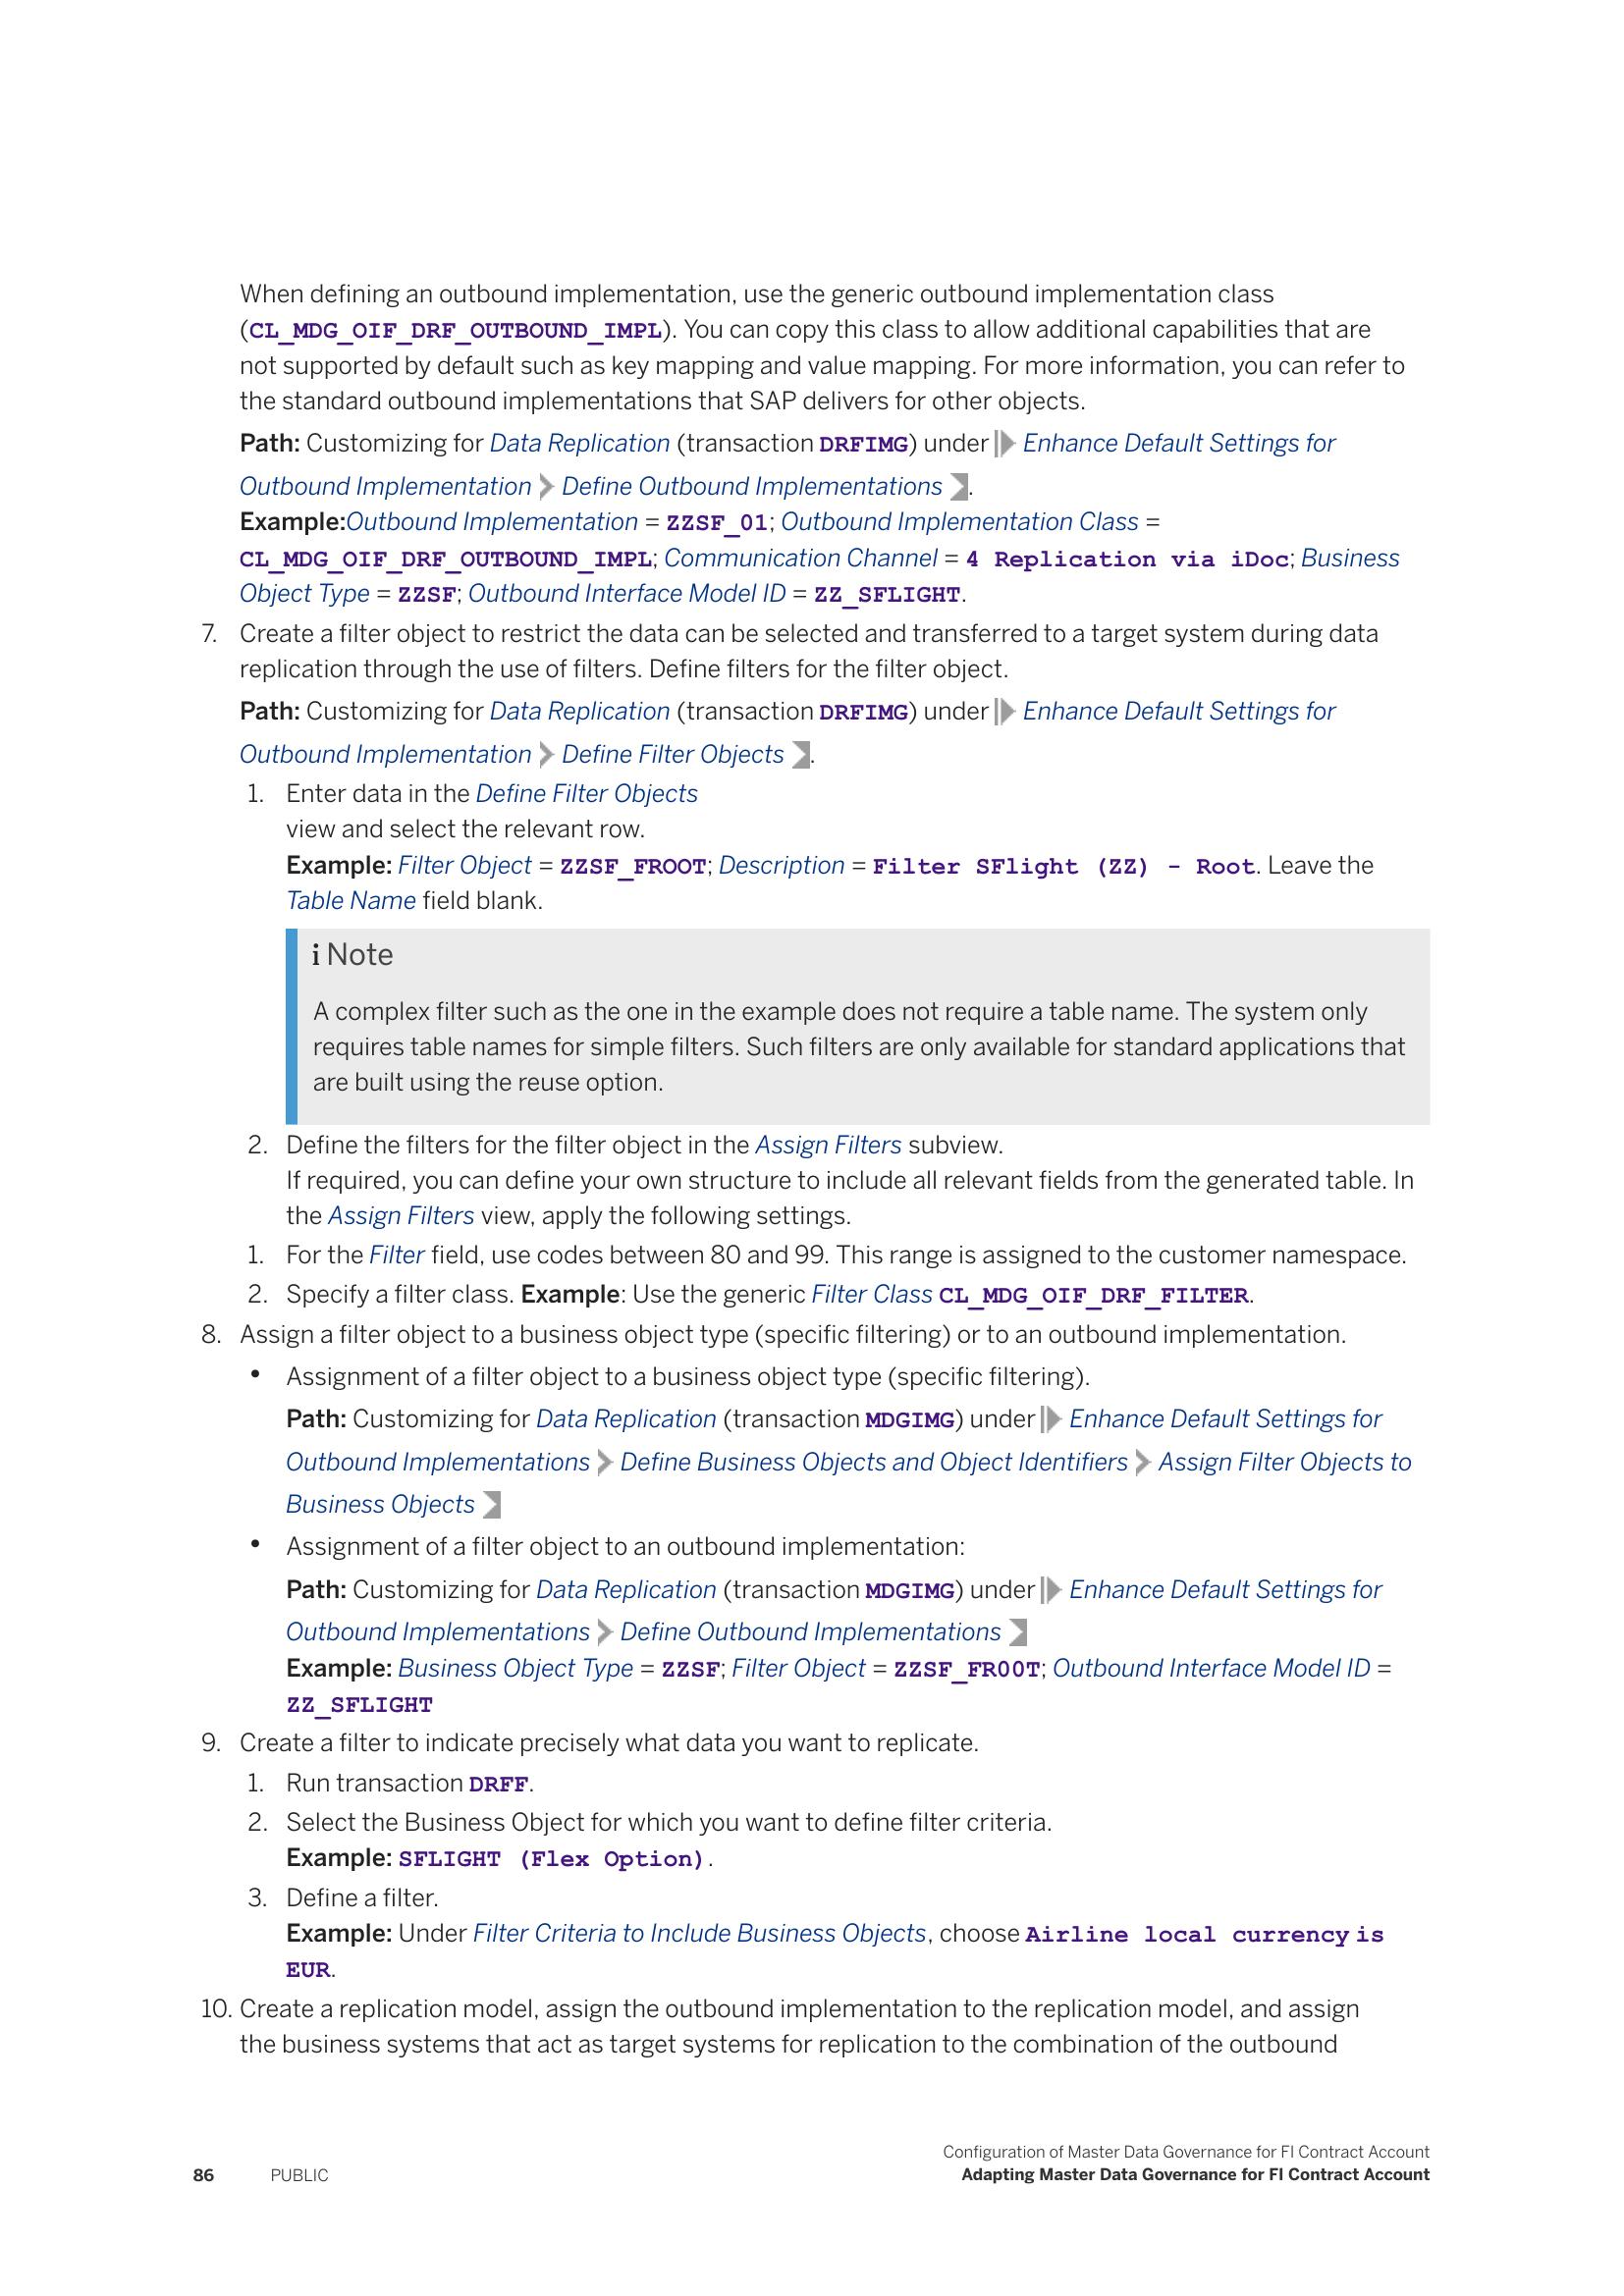 When defining an outbound implementation, use the generic outbound implementation class
(CL_MDG_OIF_DRF_OUTBOUND_IMPL). You can copy this class to allow additional capabilities that are
not supported by default such as key mapping and value mapping. For more information, you can refer to
the standard outbound implementations that SAP delivers for other objects.
Path: Customizing for Data Replication (transaction DRFIMG) under Enhance Default Settings for
Outbound Implementation Define Outbound Implementations .
Example:Outbound Implementation = ZZSF_01; Outbound Implementation Class =
CL_MDG_OIF_DRF_OUTBOUND_IMPL; Communication Channel = 4 Replication via iDoc; Business
Object Type = ZZSF; Outbound Interface Model ID = ZZ_SFLIGHT.
7. Create a filter object to restrict the data can be selected and transferred to a target system during data
replication through the use of filters. Define filters for the filter object.
Path: Customizing for Data Replication (transaction DRFIMG) under Enhance Default Settings for
Outbound Implementation Define Filter Objects .
1. Enter data in the Define Filter Objects
view and select the relevant row.
Example: Filter Object = ZZSF_FROOT; Description = Filter SFlight (ZZ) - Root. Leave the
Table Name field blank.
i Note
A complex filter such as the one in the example does not require a table name. The system only
requires table names for simple filters. Such filters are only available for standard applications that
are built using the reuse option.
2. Define the filters for the filter object in the Assign Filters subview.
If required, you can define your own structure to include all relevant fields from the generated table. In
the Assign Filters view, apply the following settings.
1. For the Filter field, use codes between 80 and 99. This range is assigned to the customer namespace.
2. Specify a filter class. Example: Use the generic Filter Class CL_MDG_OIF_DRF_FILTER.
8. Assign a filter object to a business object type (specific filtering) or to an outbound implementation.
• Assignment of a filter object to a business object type (specific filtering).
Path: Customizing for Data Replication (transaction MDGIMG) under Enhance Default Settings for
Outbound Implementations Define Business Objects and Object Identifiers Assign Filter Objects to
Business Objects
• Assignment of a filter object to an outbound implementation:
Path: Customizing for Data Replication (transaction MDGIMG) under Enhance Default Settings for
Outbound Implementations Define Outbound Implementations
Example: Business Object Type = ZZSF; Filter Object = ZZSF_FR00T; Outbound Interface Model ID =
ZZ_SFLIGHT
9. Create a filter to indicate precisely what data you want to replicate.
1. Run transaction DRFF.
2. Select the Business Object for which you want to define filter criteria.
Example: SFLIGHT (Flex Option).
3. Define a filter.
Example: Under Filter Criteria to Include Business Objects, choose Airline local currency is
EUR.
10. Create a replication model, assign the outbound implementation to the replication model, and assign
the business systems that act as target systems for replication to the combination of the outbound
Configuration of Master Data Governance for FI Contract Account
86 PUBLIC Adapting Master Data Governance for FI Contract Account